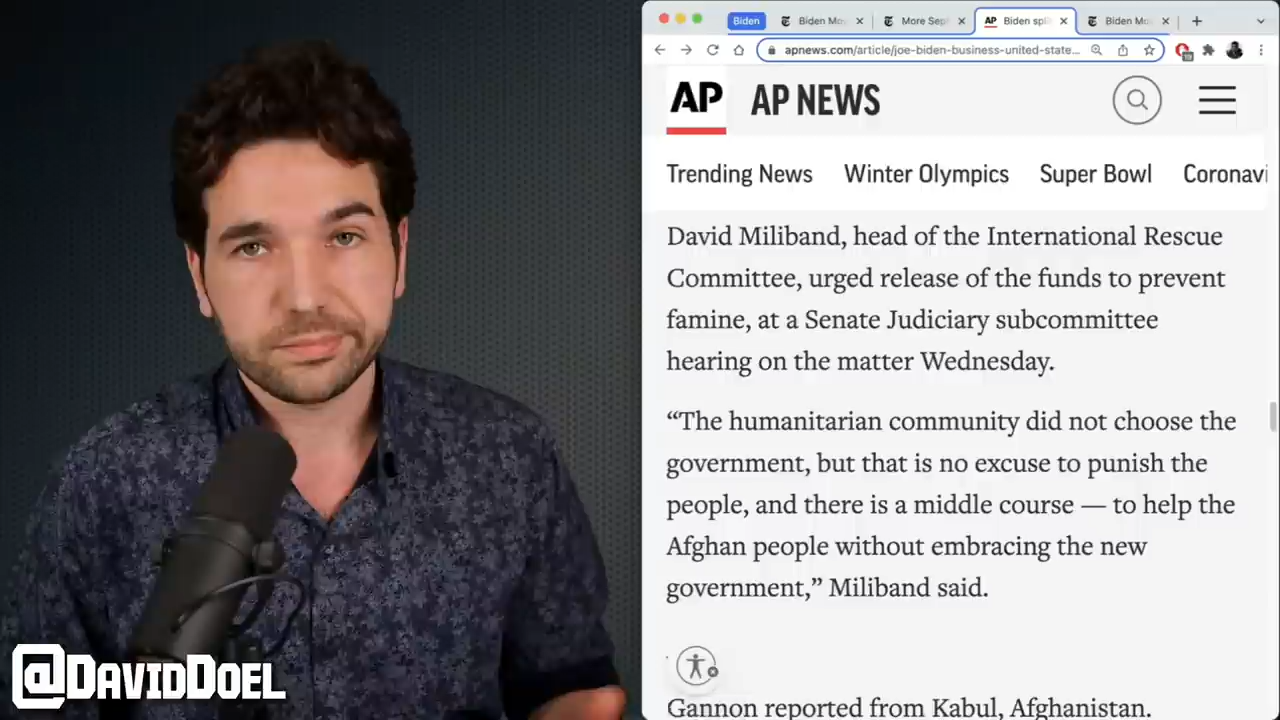 Biden
Biden Mo
More Sep
AP Biden spli
Biden Mo
apnews.com/article/joe-biden-business-united-state...
AP AP NEWS
Trending News Winter Olympics Super Bowl Coronavi
David Miliband, head of the International Rescue
Committee, urged release of the funds to prevent
famine, at a Senate Judiciary subcommittee
hearing on the matter Wednesday.
“The humanitarian community did not choose the
government, but that is no excuse to punish the
people, and there is a middle course — to help the
Afghan people without embracing the new
government,” Miliband said.
Gannon reported from Kabul, Afghanistan.
@DavidDoel